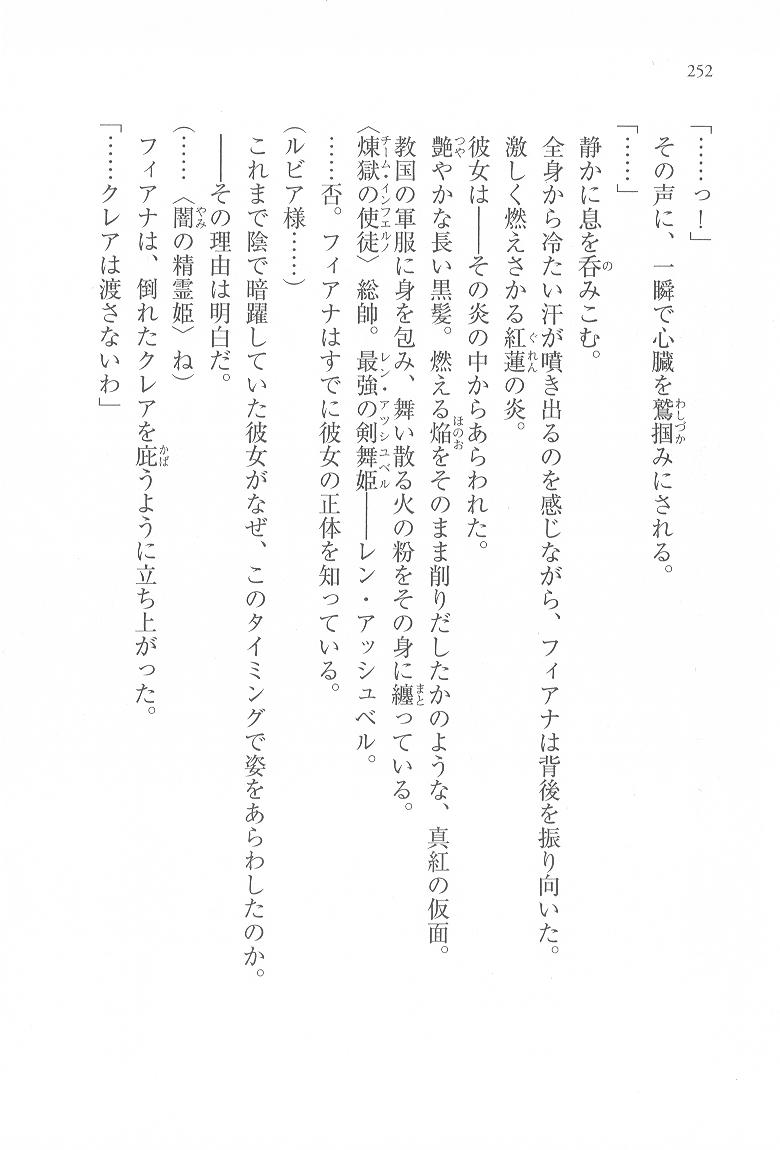 252
「……っ！」
その声に、一瞬で心臓を鷲掴みにされる。
「……」
静かに息を呑みこむ。
全身から冷たい汗が噴き出るのを感じながら、フィアナは背後を振り向いた。
激しく燃えさかる紅蓮の炎。
彼女は――その炎の中からあらわれた。
艶やかな長い黒髪。燃える焔をそのまま削りだしたかのような、真紅の仮面。
教国の軍服に身を包み、舞い散る火の粉をその身に纏っている。
〈煉獄の使徒〉総帥。最強の剣舞姫――レン・アッシュベル。
……否。フィアナはすでに彼女の正体を知っている。
(ルビア様……)
これまで陰で暗躍していた彼女がなぜ、このタイミングで姿をあらわしたのか。
――その理由は明白だ。
(……〈闇の精霊姫〉ね)
フィアナは、倒れたクレアを庇うように立ち上がった。
「……クレアは渡さないわ」